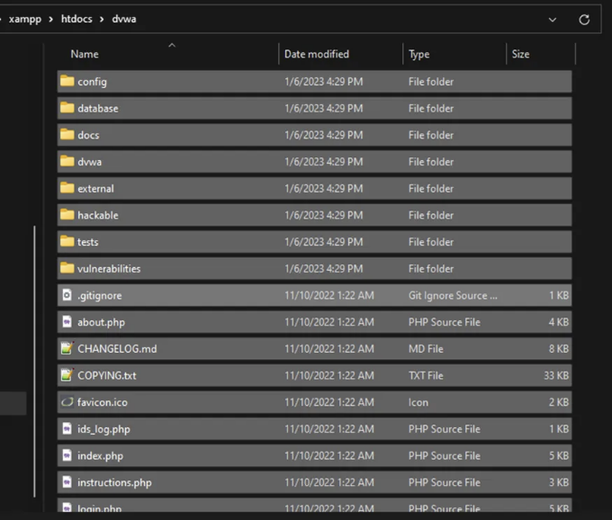 xampp > htdocs > dvwa
Name Date modified Type Size
config 1/6/2023 4:29 PM File folder
database 1/6/2023 4:29 PM File folder
docs 1/6/2023 4:29 PM File folder
dvwa 1/6/2023 4:29 PM File folder
external 1/6/2023 4:29 PM File folder
hackable 1/6/2023 4:29 PM File folder
tests 1/6/2023 4:29 PM File folder
vulnerabilities 1/6/2023 4:29 PM File folder
.gitignore 11/10/2022 1:22 AM Git Ignore Source ... 1 KB
about.php 11/10/2022 1:22 AM PHP Source File 4 KB
CHANGELOG.md 11/10/2022 1:22 AM MD File 8 KB
COPYING.txt 11/10/2022 1:22 AM TXT File 33 KB
favicon.ico 11/10/2022 1:22 AM Icon 2 KB
ids_log.php 11/10/2022 1:22 AM PHP Source File 1 KB
index.php 11/10/2022 1:22 AM PHP Source File 5 KB
instructions.php 11/10/2022 1:22 AM PHP Source File 3 KB
login.php 11/10/2022 1:22 AM PHP Source File 5 KB